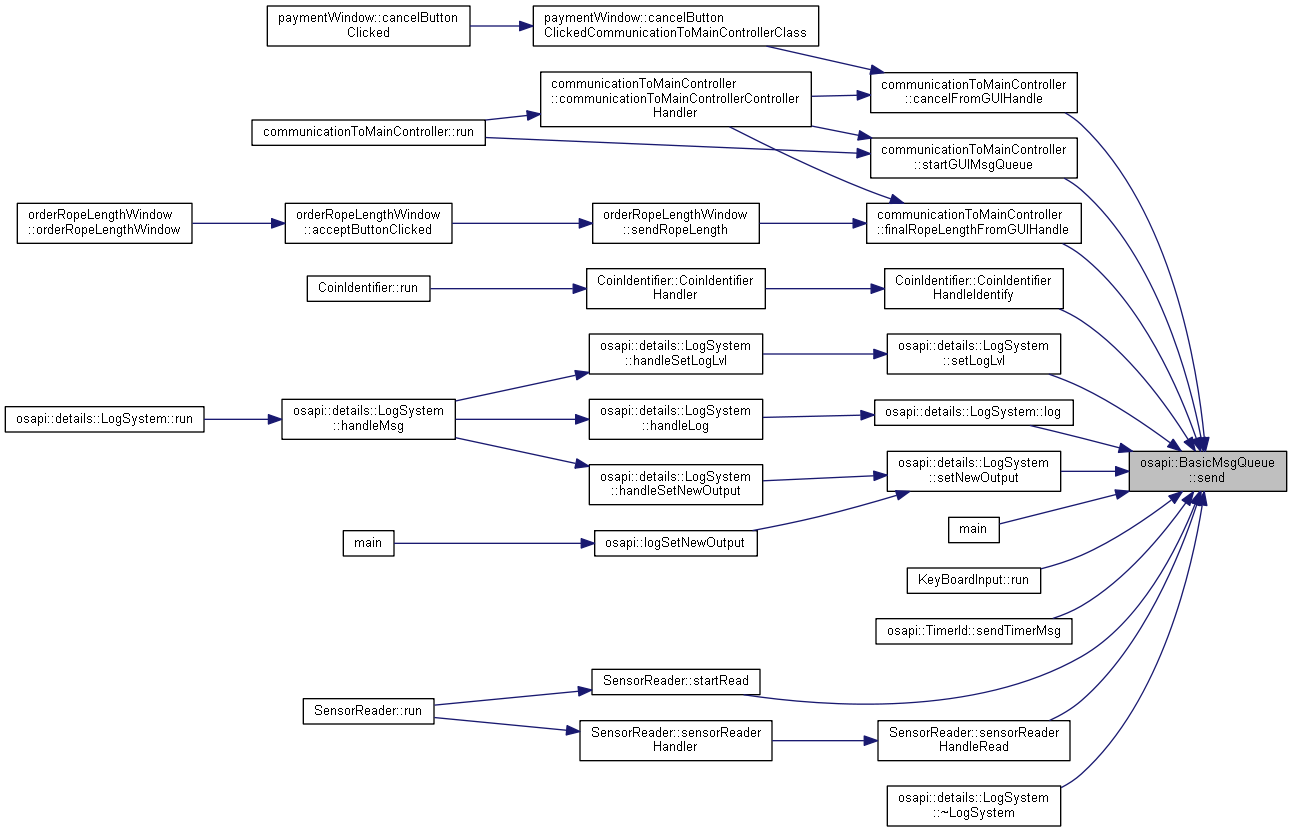 paymentWindow::cancelButton
Clicked
paymentWindow::cancelButton
ClickedCommunicationToMainControllerClass
communicationToMainController
::cancelFromGUIHandle
communicationToMainController
::communicationToMainControllerController
Handler
communicationToMainController::run
communicationToMainController
::startGUIMsgQueue
orderRopeLengthWindow
::orderRopeLengthWindow
orderRopeLengthWindow
::acceptButtonClicked
orderRopeLengthWindow
::sendRopeLength
communicationToMainController
::finalRopeLengthFromGUIHandle
CoinIdentifier::run
CoinIdentifier::CoinIdentifier
Handler
CoinIdentifier::CoinIdentifier
HandleIdentify
osapi::details::LogSystem
::handleSetLogLvl
osapi::details::LogSystem
::setLogLvl
osapi::details::LogSystem::run
osapi::details::LogSystem
::handleMsg
osapi::details::LogSystem
::handleLog
osapi::details::LogSystem::log
osapi::details::LogSystem
::handleSetNewOutput
osapi::details::LogSystem
::setNewOutput
osapi::BasicMsgQueue
::send
main
osapi::logSetNewOutput
main
KeyBoardInput::run
osapi::TimerId::sendTimerMsg
SensorReader::startRead
SensorReader::run
SensorReader::sensorReader
Handler
SensorReader::sensorReader
HandleRead
osapi::details::LogSystem
::~LogSystem